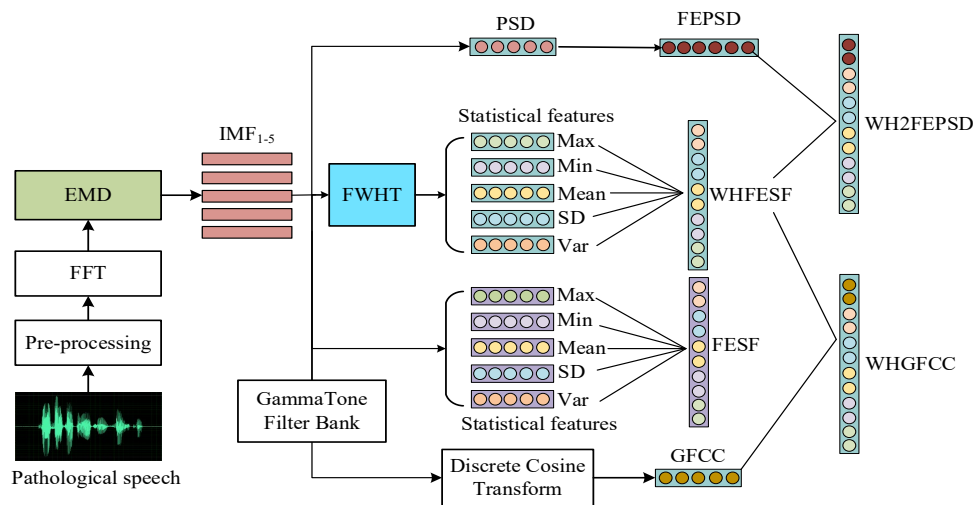 PSD
FEPSD
WH2FEPSD
IMF1-5
Statistical features
Max
Min
Mean
SD
Var
WHFESF
EMD
FWHT
FFT
Pre-processing
Pathological speech
Max
Min
Mean
SD
Var
Statistical features
FESF
WHGFCC
GammaTone
Filter Bank
Discrete Cosine
Transform
GFCC